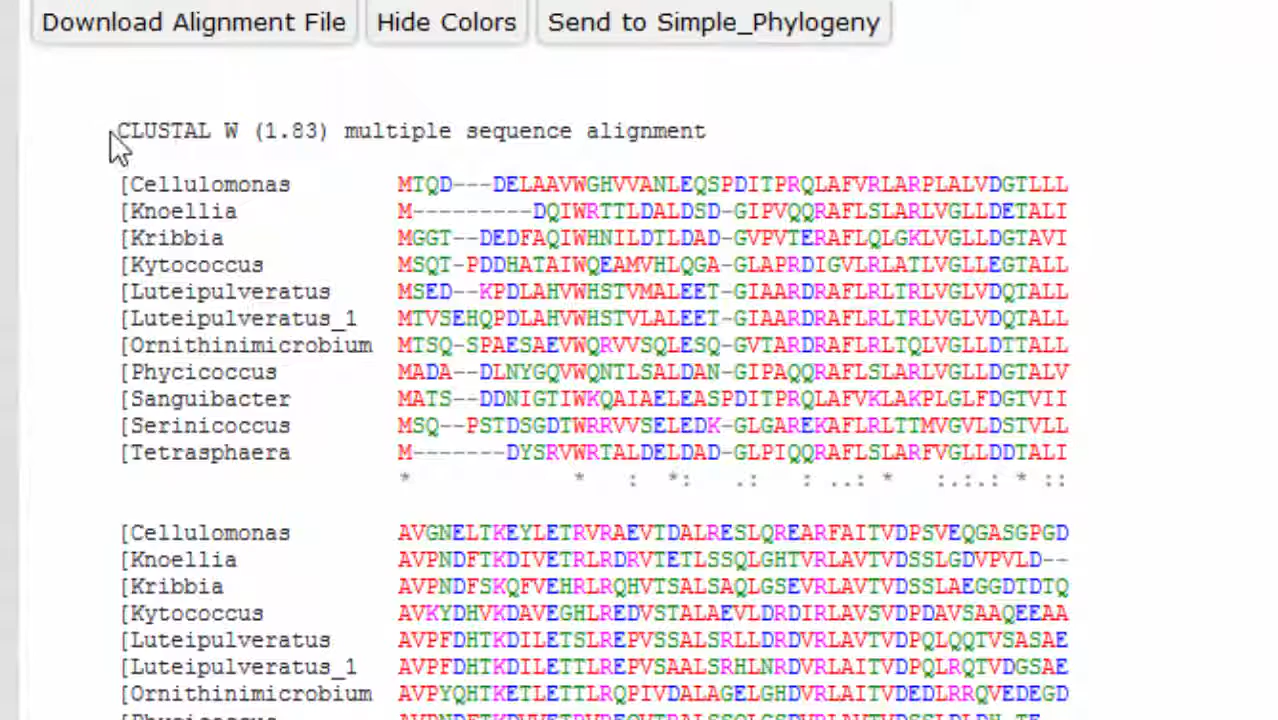 Download Alignment File Hide Colors Send to Simple_Phylogeny
CLUSTAL W (1.83) multiple sequence alignment
[Cellulomonas MTQD---DELAAVWGHVVANLEQSPDITPRQLAFVRLARPLALVDGTLLL
[Knoellia M---------DQIWRTTLDALDSD-GIPVQQRAFLSLARLVGLLDETALI
[Kribbia MGGT--DEDFAQIWHNILDTLDAD-GVPVTERAFLQLGKLVGLLDGTAVI
[Kytococcus MSQT-PDDHATAIWQEAMVHLQGA-GLAPRDIGVLRLATLVGLLEGTALL
[Luteipulveratus MSED--KPDLAHVWHSTVMALEET-GIAARDRAFLRLTRLVGLVDQTALL
[Luteipulveratus_1 MTVSEHQPDLAHVWHSTVLALEET-GIAARDRAFLRLTRLVGLVDQTALL
[Ornithinimicrobium MTSQ-SPAESAEVWQRVVSQLESQ-GVTARDRAFLRLTQLVGLLDTTALL
[Phycicoccus MADA--DLNYGQVWQNTLSALDAN-GIPAQQRAFLSLARLVGLLDGTALV
[Sanguibacter MATS--DDNIGTIWKQAIAELEASPDITPRQLAFVKLAKPLGLFDGTVII
[Serinicoccus MSQ--PSTDSGDTWRRVVSELEDK-GLGAREKAFLRLTTMVGVLDSTVLL
[Tetrasphaera M-------DYSRVWRTALDELDAD-GLPIQQRAFLSLARFVGLLDDTALI
* * : *: .: : ..: * :.:.: * ::
[Cellulomonas AVGNELTKEYLETRVRAEVTDALRESLQREARFAITVDPSVEQGASGPGD
[Knoellia AVPNDFTKDIVETRLRDRVTETLSSQLGHTVRLAVTVDSSLGDVPVLD--
[Kribbia AVPNDFSKQFVEHRLRQHVTSALSAQLGSEVRLAVTVDSSLAEGGDTDTQ
[Kytococcus AVKYDHVKDAVEGHLREDVSTALAEVLDRDIRLAVSVDPDAVSAAQEEAA
[Luteipulveratus AVPFDHTKDILETSLREPVSSALSRLLDRDVRLAVTVDPQLQQTVSASAE
[Luteipulveratus_1 AVPFDHTKDILETTLREPVSAALSRHLNRDVRLAITVDPQLRQTVDGSAE
[Ornithinimicrobium AVPYQHTKETLETTLRQPIVDALAGELGHDVRLAITVDEDLRRQVEDEGD